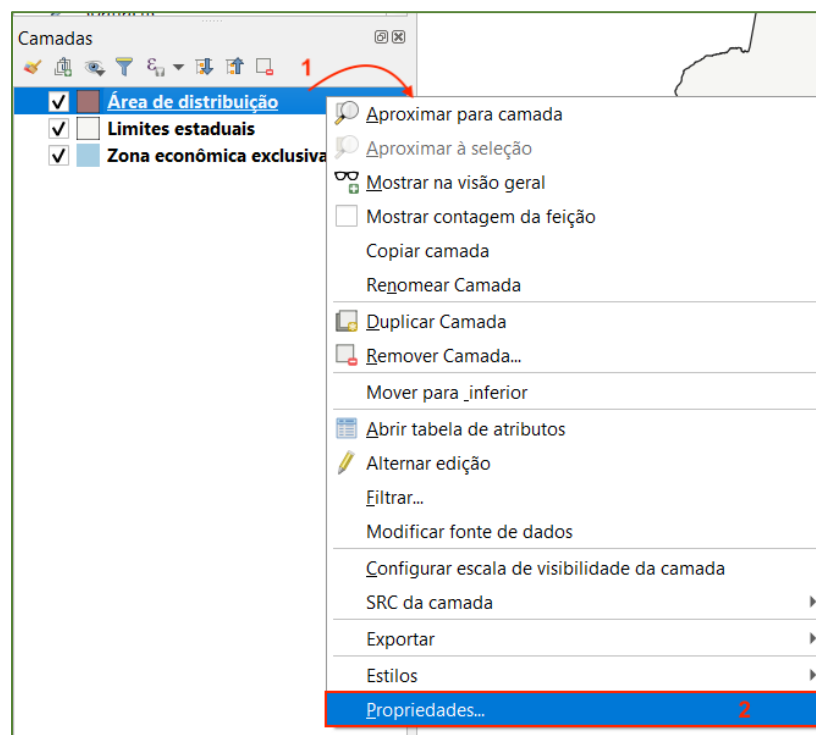 Camadas
1
Área de distribuição
Limites estaduais
Zona econômica exclusiva
Aproximar para camada
Aproximar à seleção
Mostrar na visão geral
Mostrar contagem da feição
Copiar camada
Renomear Camada
Duplicar Camada
Remover Camada...
Mover para _inferior
Abrir tabela de atributos
Alternar edição
Filtrar...
Modificar fonte de dados
Configurar escala de visibilidade da camada
SRC da camada
Exportar
Estilos
Propriedades... 2